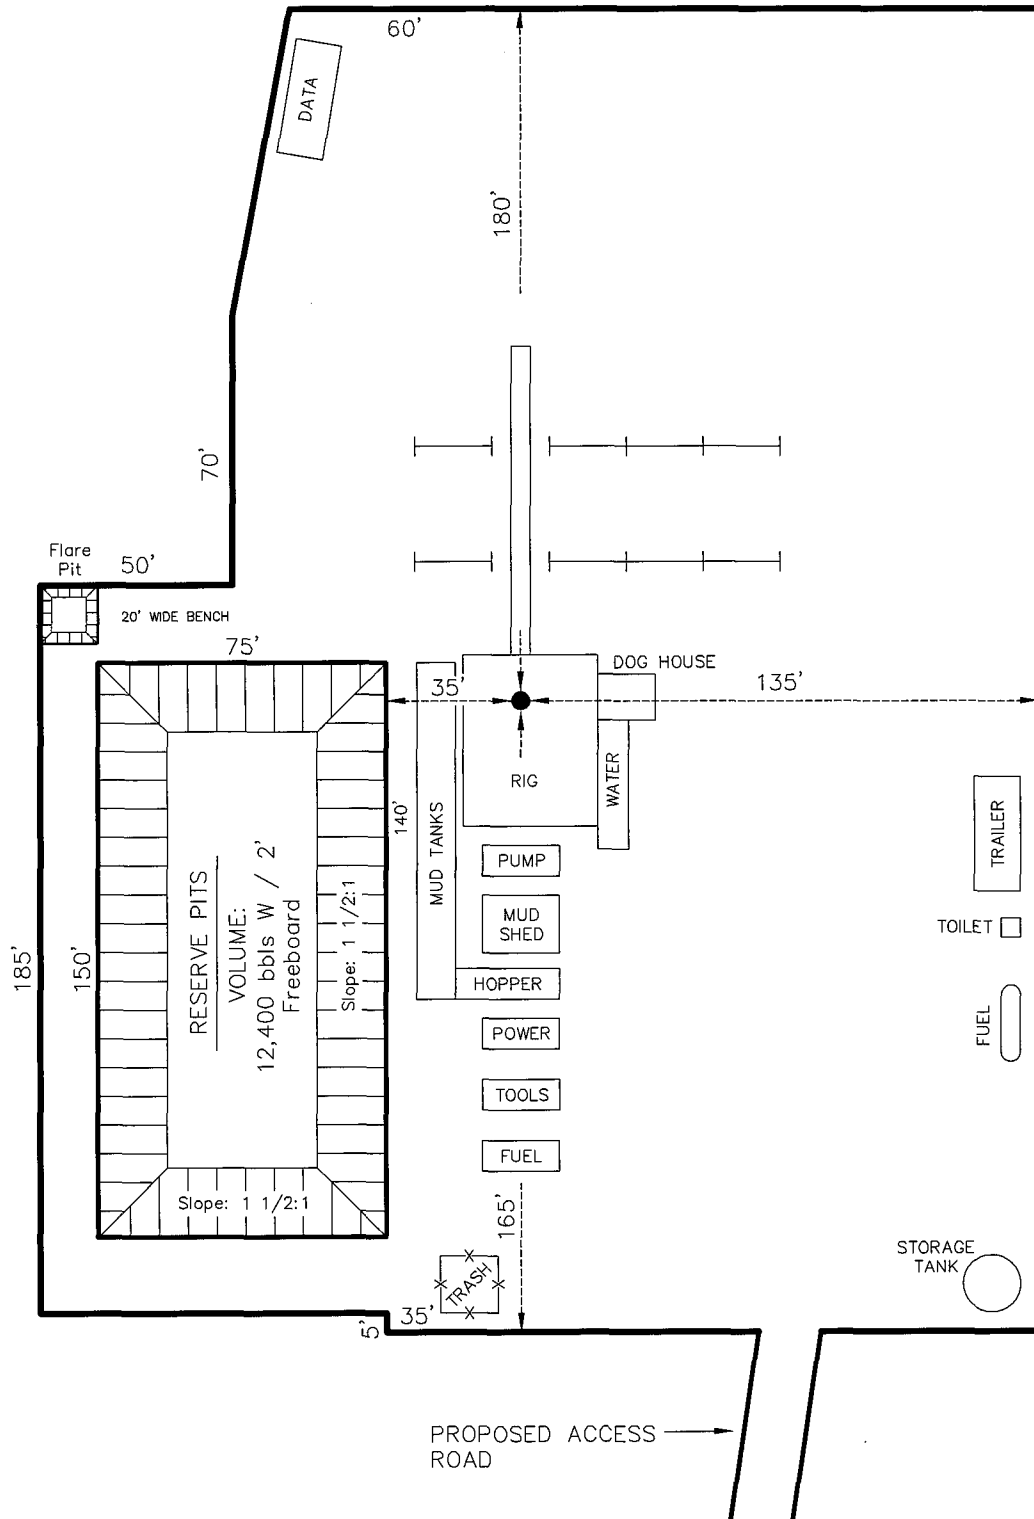 60'
DATA
180'
70'
Flare
Pit
50'
20' WIDE BENCH
75'
DOG HOUSE
35'
135'
RIG
WATER
MUD TANKS
140'
TRAILER
PUMP
RESERVE PITS
VOLUME:
12,400 bbls W / 2'
Freeboard
Slope: 1 1/2:1
MUD
SHED
TOILET
185'
150'
HOPPER
POWER
FUEL
TOOLS
FUEL
Slope: 1 1/2:1
165'
TRASH
STORAGE
TANK
35'
5'
PROPOSED ACCESS
ROAD